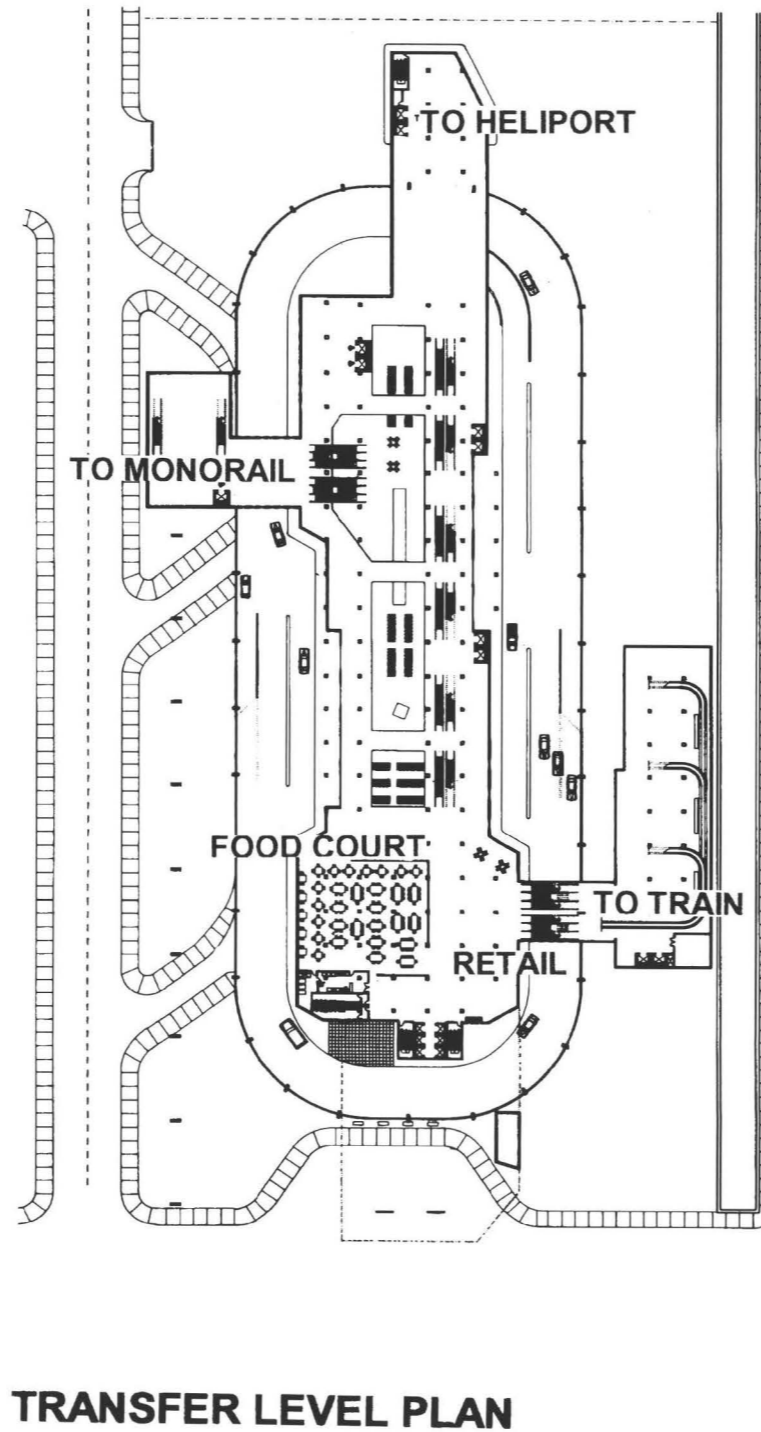 TO HELIPORT
TO MONORAIL
FOOD COURT
TO TRAIN
RETAIL
TRANSFER LEVEL PLAN